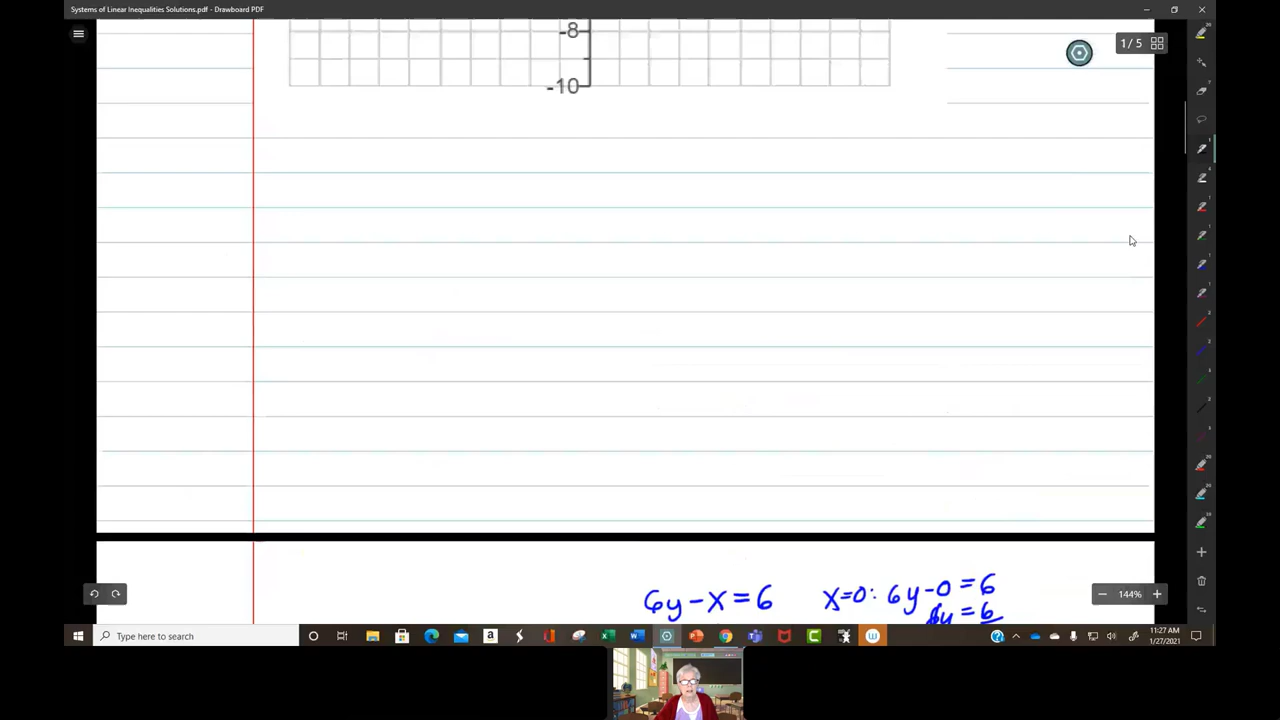 Systems of Linear Inequalities Solutions.pdf - Drawboard PDF
1 / 5
-8
-10
6y-x=6
x=0: 6y-0=6
6y=6
144%
Type here to search
11:27 AM
1/27/2021